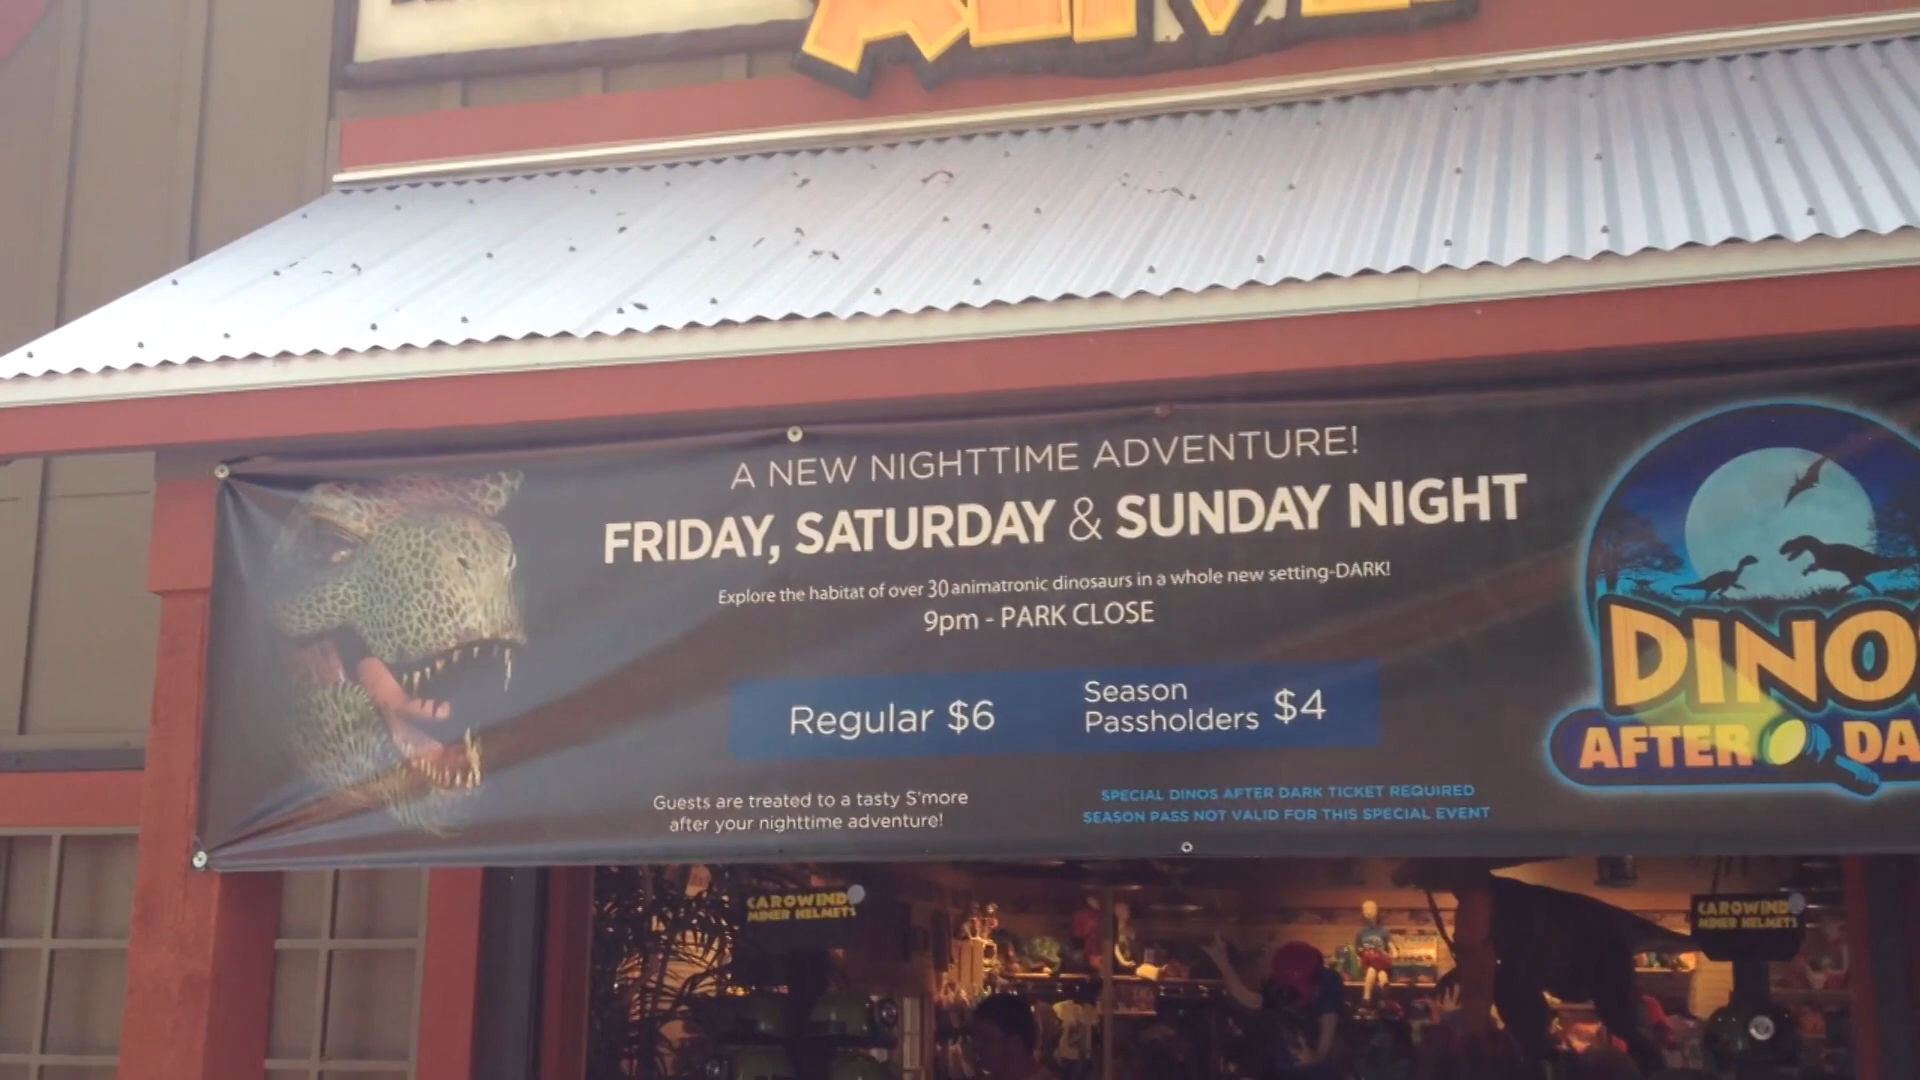 A NEW NIGHTTIME ADVENTURE!
FRIDAY, SATURDAY & SUNDAY NIGHT
Explore the habitat of over 30 animatronic dinosaurs in a whole new setting-DARK!
9pm - PARK CLOSE
Regular $6
Season
Passholders $4
Guests are treated to a tasty S'more
after your nighttime adventure!
SPECIAL DINOS AFTER DARK TICKET REQUIRED
SEASON PASS NOT VALID FOR THIS SPECIAL EVENT
DINO
AFTER DA
CAROWINDS
MINER HELMETS
CAROWINDS
MINER HELMETS